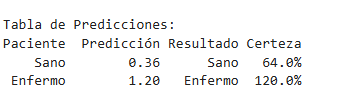 Tabla de Predicciones:
Paciente Predicción Resultado Certeza
Sano 0.36 Sano 64.0%
Enfermo 1.20 Enfermo 120.0%